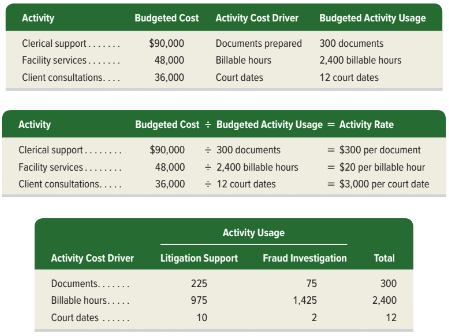 Activity Budgeted Cost Activity Cost Driver Budgeted Activity Usage
Clerical support....... $90,000 Documents prepared 300 documents
Facility services....... 48,000 Billable hours 2,400 billable hours
Client consultations.... 36,000 Court dates 12 court dates
Activity Budgeted Cost ÷ Budgeted Activity Usage = Activity Rate
Clerical support........ $90,000 ÷ 300 documents = $300 per document
Facility services........ 48,000 ÷ 2,400 billable hours = $20 per billable hour
Client consultations..... 36,000 ÷ 12 court dates = $3,000 per court date
Activity Usage
Activity Cost Driver Litigation Support Fraud Investigation Total
Documents....... 225 75 300
Billable hours..... 975 1,425 2,400
Court dates ...... 10 2 12